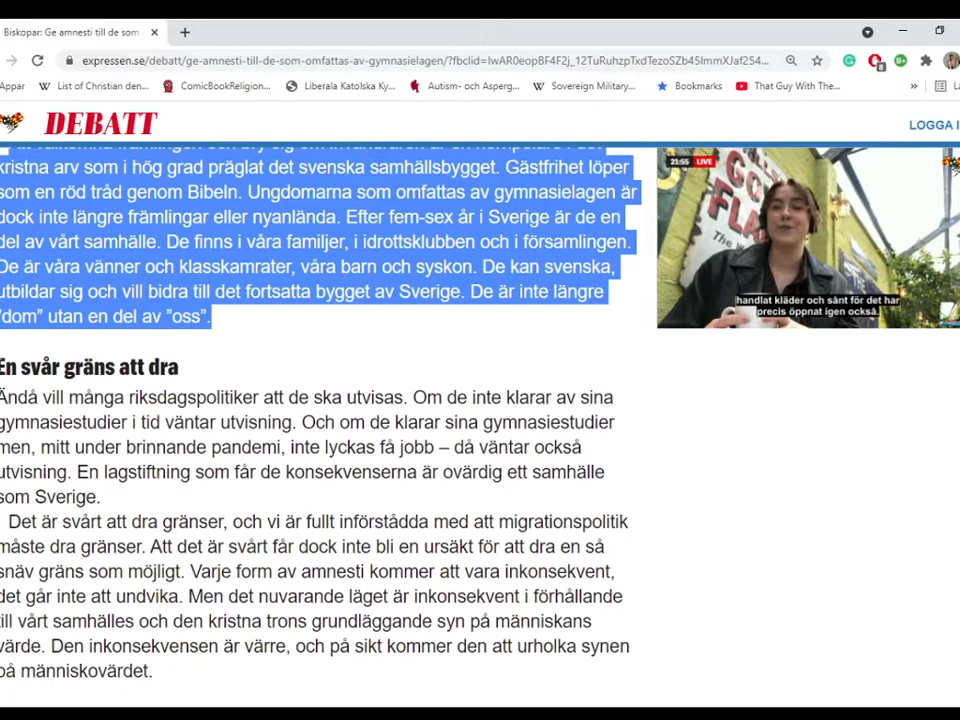 Biskopar: Ge amnesti till de som
expressen.se/debatt/ge-amnesti-till-de-som-omfattas-av-gymnasielagen/?fbclid=IwAR0eopBF4F2j_12TuRuhzpTxdTezoSZb45ImmXJaf254...
Appar
List of Christian den...
ComicBookReligion...
Liberala Katolska Ky...
Autism- och Asperg...
Sovereign Military...
Bookmarks
That Guy With The...
DEBATT
LOGGA I
kristna arv som i hög grad präglat det svenska samhällsbygget. Gästfrihet löper
som en röd tråd genom Bibeln. Ungdomarna som omfattas av gymnasielagen är
dock inte längre främlingar eller nyanlända. Efter fem-sex år i Sverige är de en
del av vårt samhälle. De finns i våra familjer, i idrottsklubben och i församlingen.
De är våra vänner och klasskamrater, våra barn och syskon. De kan svenska,
utbildar sig och vill bidra till det fortsatta bygget av Sverige. De är inte längre
"dom" utan en del av ”oss”.
21:55 LIVE
handlat kläder och sånt för det har
precis öppnat igen också.
En svår gräns att dra
Ändå vill många riksdagspolitiker att de ska utvisas. Om de inte klarar av sina
gymnasiestudier i tid väntar utvisning. Och om de klarar sina gymnasiestudier
men, mitt under brinnande pandemi, inte lyckas få jobb – då väntar också
utvisning. En lagstiftning som får de konsekvenserna är ovärdig ett samhälle
som Sverige.
Det är svårt att dra gränser, och vi är fullt införstådda med att migrationspolitik
måste dra gränser. Att det är svårt får dock inte bli en ursäkt för att dra en så
snäv gräns som möjligt. Varje form av amnesti kommer att vara inkonsekvent,
det går inte att undvika. Men det nuvarande läget är inkonsekvent i förhållande
till vårt samhälles och den kristna trons grundläggande syn på människans
värde. Den inkonsekvensen är värre, och på sikt kommer den att urholka synen
på människovärdet.